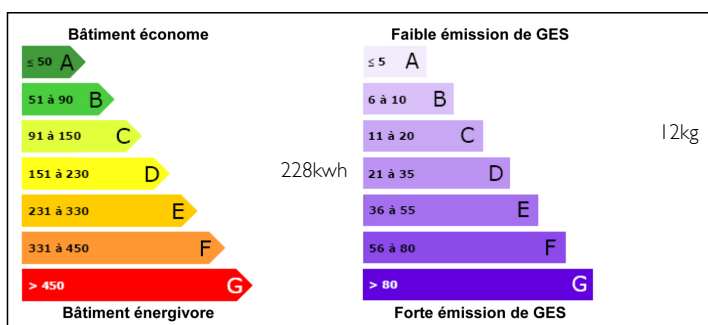 Bâtiment économe
≤ 50 A
51 à 90 B
91 à 150 C
151 à 230 D
228kwh
231 à 330 E
331 à 450 F
> 450 G
Bâtiment énergivore
Faible émission de GES
≤ 5 A
6 à 10 B
11 à 20 C
12kg
21 à 35 D
36 à 55 E
56 à 80 F
> 80 G
Forte émission de GES